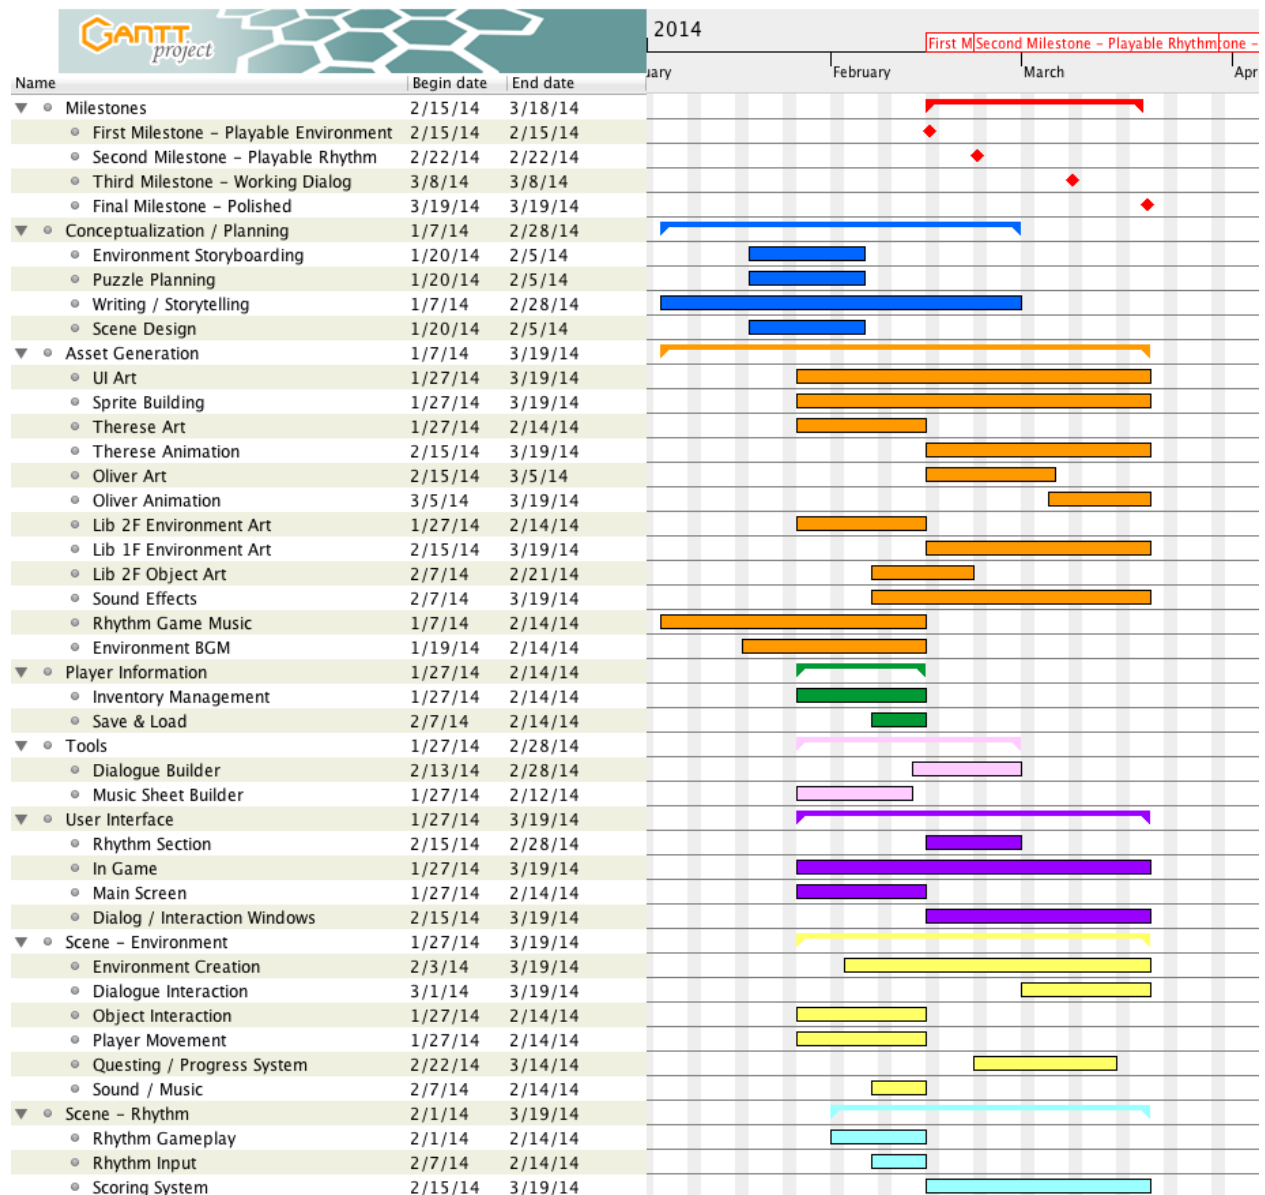 GANTT project
2014
First M Second Milestone – Playable Rhythm one –
uary February March Apr
Name Begin date End date
Milestones 2/15/14 3/18/14
First Milestone – Playable Environment 2/15/14 2/15/14
Second Milestone – Playable Rhythm 2/22/14 2/22/14
Third Milestone – Working Dialog 3/8/14 3/8/14
Final Milestone – Polished 3/19/14 3/19/14
Conceptualization / Planning 1/7/14 2/28/14
Environment Storyboarding 1/20/14 2/5/14
Puzzle Planning 1/20/14 2/5/14
Writing / Storytelling 1/7/14 2/28/14
Scene Design 1/20/14 2/5/14
Asset Generation 1/7/14 3/19/14
UI Art 1/27/14 3/19/14
Sprite Building 1/27/14 3/19/14
Therese Art 1/27/14 2/14/14
Therese Animation 2/15/14 3/19/14
Oliver Art 2/15/14 3/5/14
Oliver Animation 3/5/14 3/19/14
Lib 2F Environment Art 1/27/14 2/14/14
Lib 1F Environment Art 2/15/14 3/19/14
Lib 2F Object Art 2/7/14 2/21/14
Sound Effects 2/7/14 3/19/14
Rhythm Game Music 1/7/14 2/14/14
Environment BGM 1/19/14 2/14/14
Player Information 1/27/14 2/14/14
Inventory Management 1/27/14 2/14/14
Save & Load 2/7/14 2/14/14
Tools 1/27/14 2/28/14
Dialogue Builder 2/13/14 2/28/14
Music Sheet Builder 1/27/14 2/12/14
User Interface 1/27/14 3/19/14
Rhythm Section 2/15/14 2/28/14
In Game 1/27/14 3/19/14
Main Screen 1/27/14 2/14/14
Dialog / Interaction Windows 2/15/14 3/19/14
Scene – Environment 1/27/14 3/19/14
Environment Creation 2/3/14 3/19/14
Dialogue Interaction 3/1/14 3/19/14
Object Interaction 1/27/14 2/14/14
Player Movement 1/27/14 2/14/14
Questing / Progress System 2/22/14 3/14/14
Sound / Music 2/7/14 2/14/14
Scene – Rhythm 2/1/14 3/19/14
Rhythm Gameplay 2/1/14 2/14/14
Rhythm Input 2/7/14 2/14/14
Scoring System 2/15/14 3/19/14